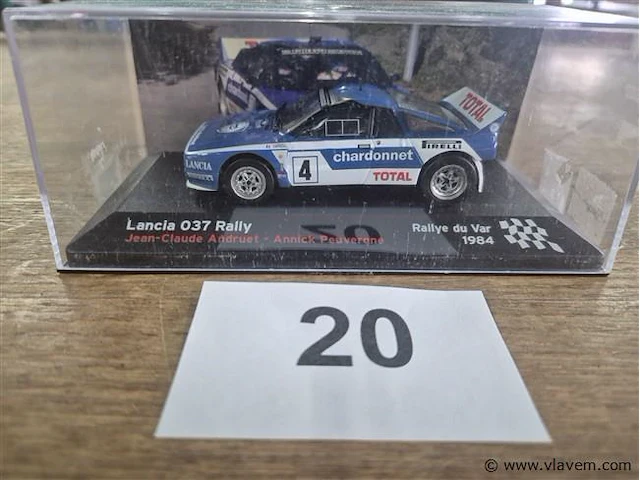 TOTAL
PIRELLI
chardonnet
LANCIA
4
TOTAL
Lancia 037 Rally
Jean-Claude Andruet - Annick Peuvergne
Rallye du Var
1984
20
© www.vlavem.com